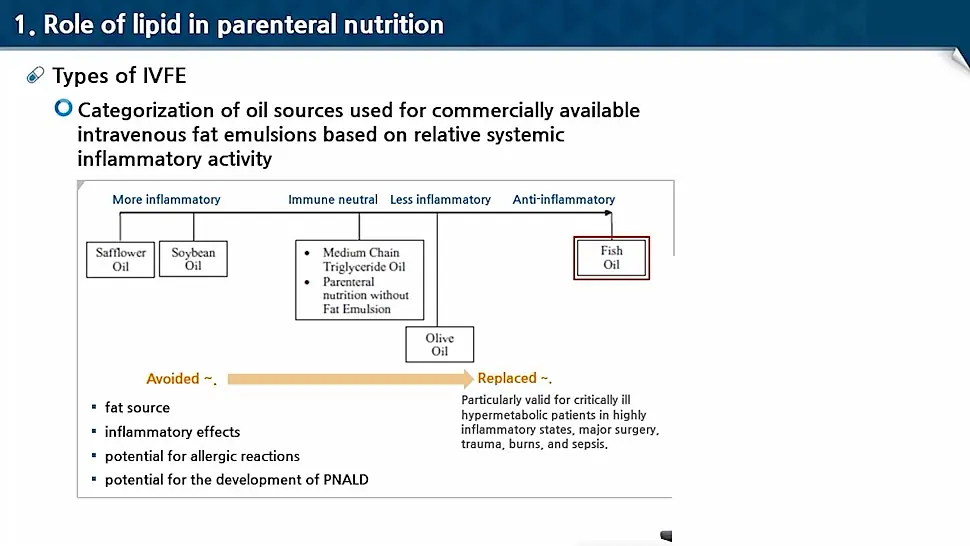 1. Role of lipid in parenteral nutrition
Types of IVFE
Categorization of oil sources used for commercially available
intravenous fat emulsions based on relative systemic
inflammatory activity
More inflammatory Immune neutral Less inflammatory Anti-inflammatory
Safflower
Oil
Soybean
Oil
• Medium Chain
Triglyceride Oil
• Parenteral
nutrition without
Fat Emulsion
Fish
Oil
Olive
Oil
Avoided ~.
Replaced ~.
▪ fat source
▪ inflammatory effects
▪ potential for allergic reactions
▪ potential for the development of PNALD
Particularly valid for critically ill
hypermetabolic patients in highly
inflammatory states, major surgery,
trauma, burns, and sepsis.